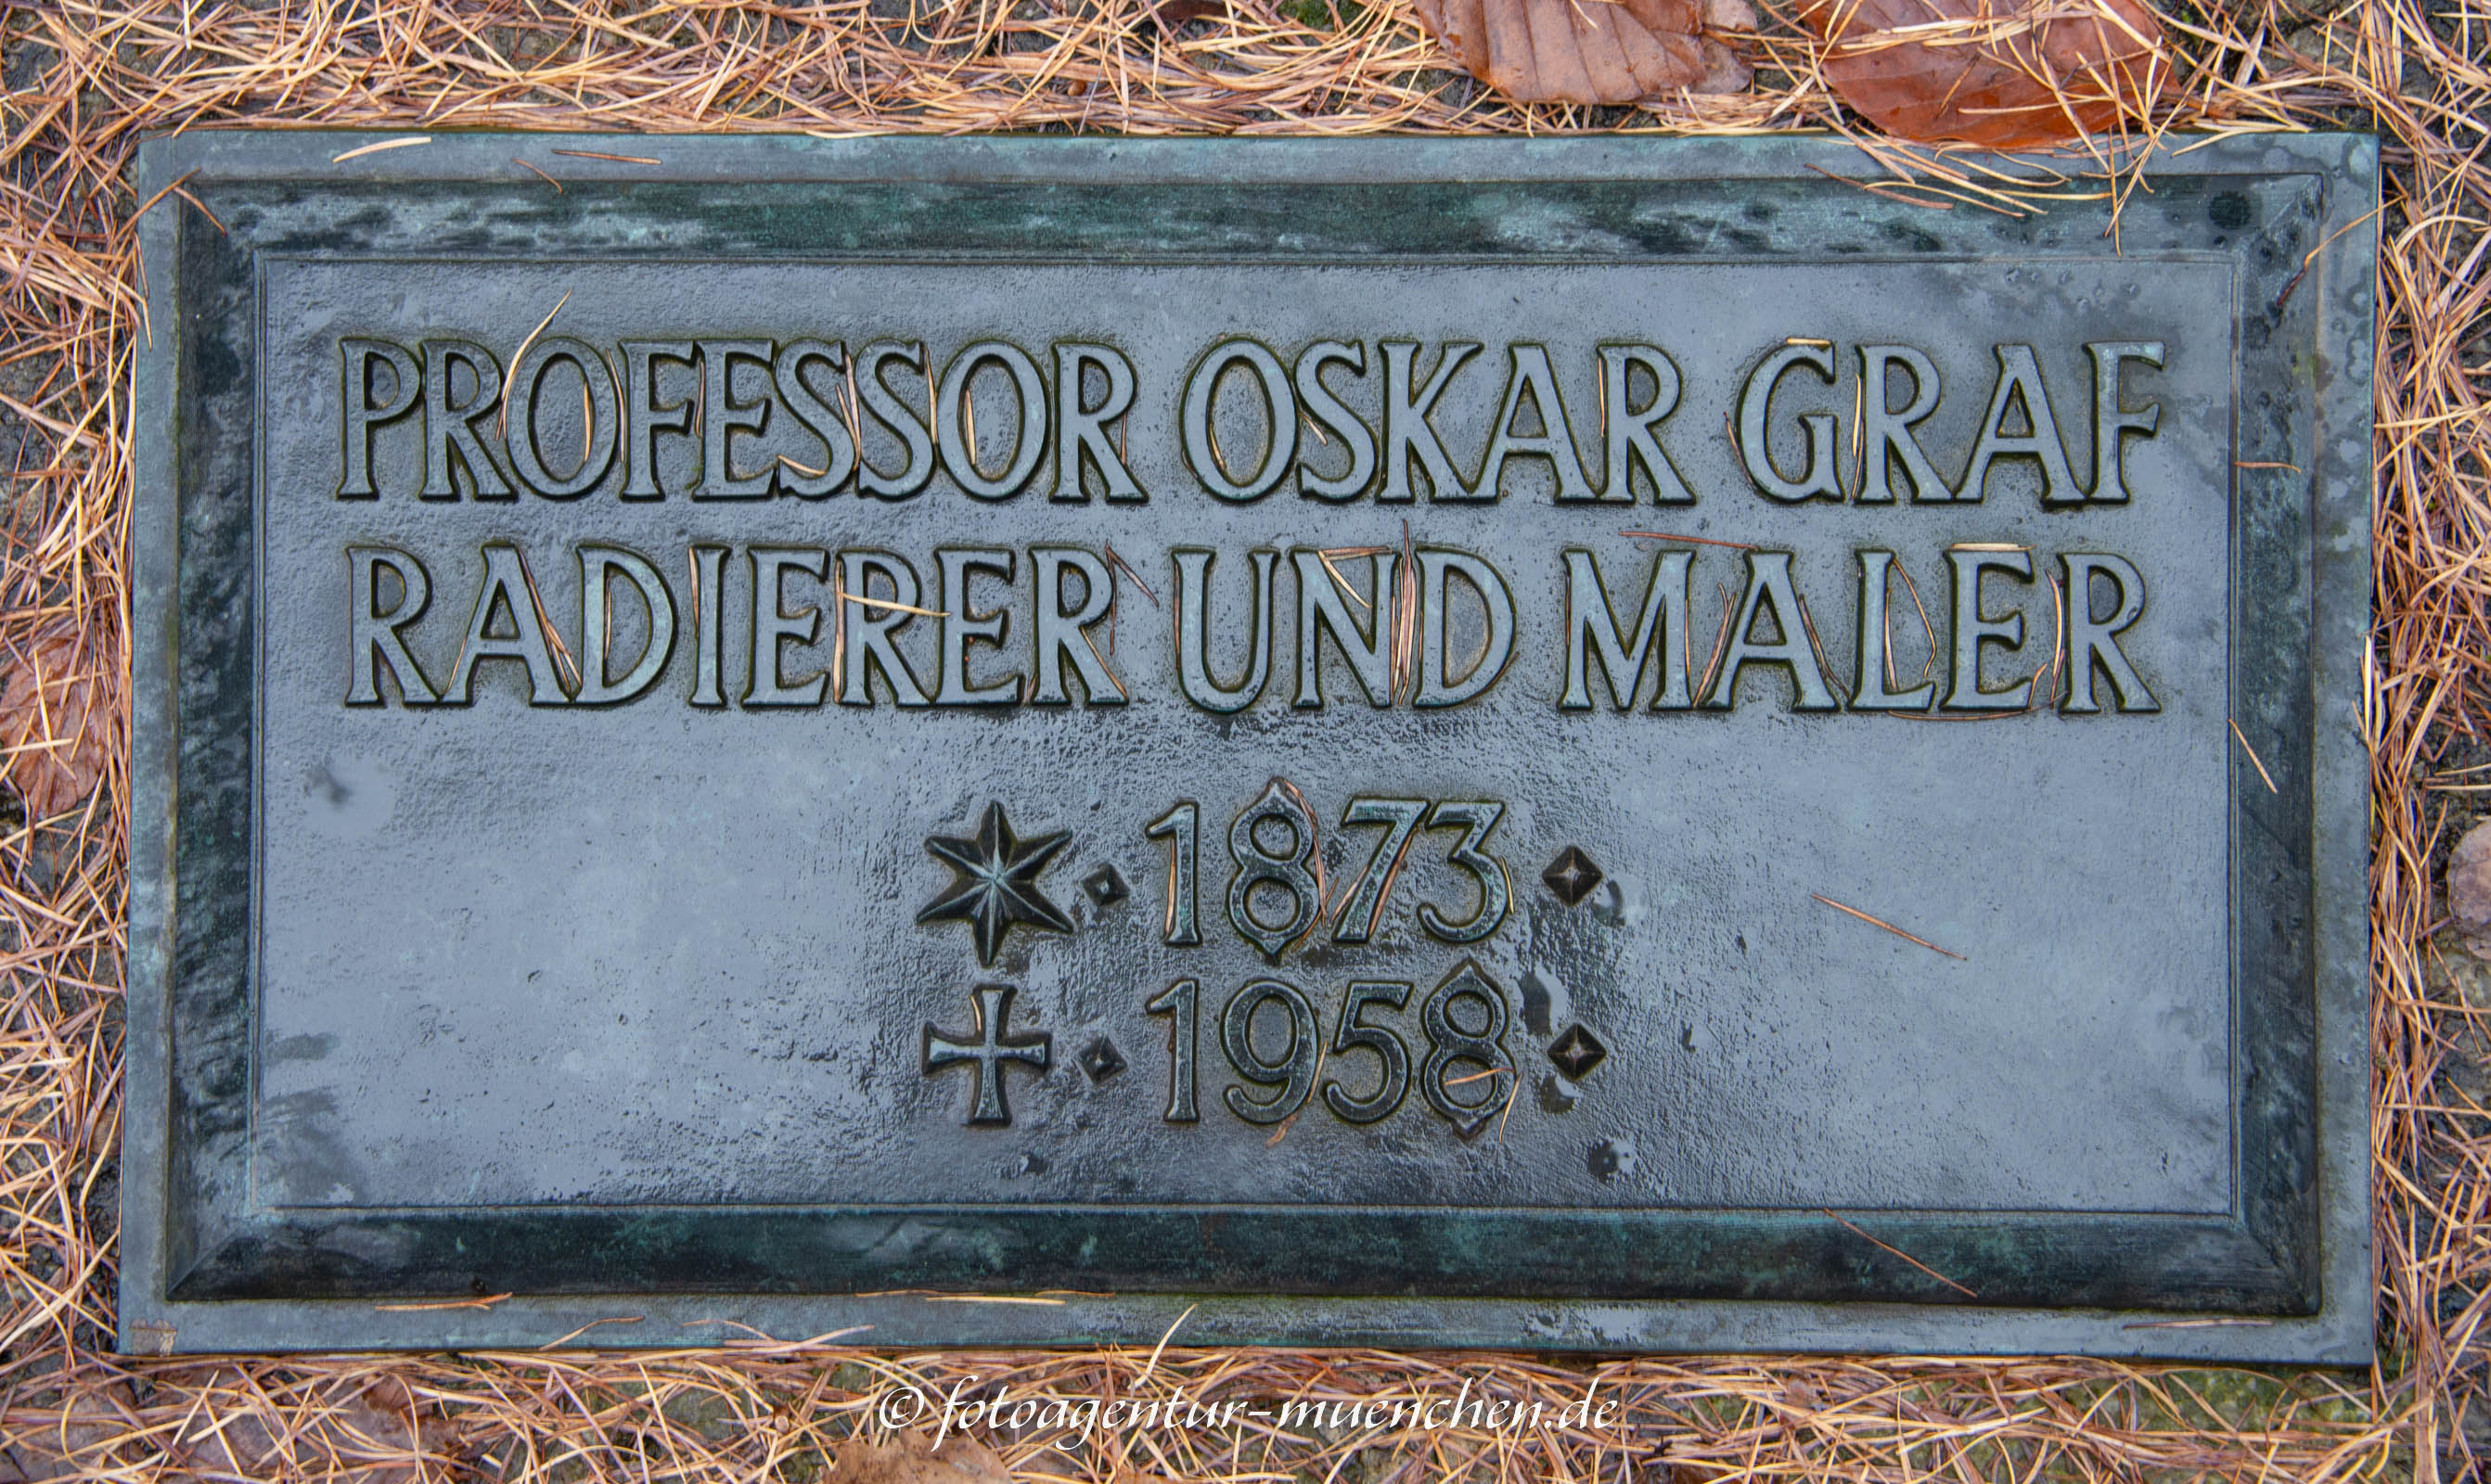 PROFESSOR OSKAR GRAF
RADIERER UND MALER
1873
1958
© fotoagentur-muenchen.de